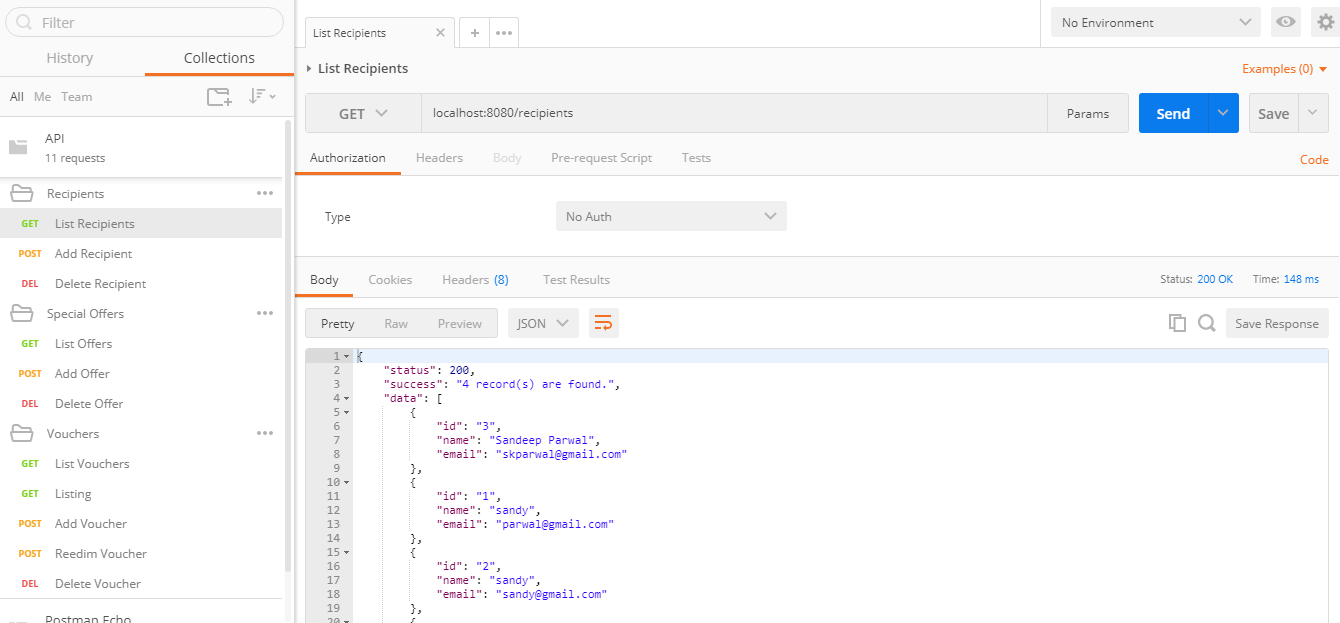 Filter
History Collections
All Me Team
API
11 requests
Recipients
GET List Recipients
POST Add Recipient
DEL Delete Recipient
Special Offers
GET List Offers
POST Add Offer
DEL Delete Offer
Vouchers
GET List Vouchers
GET Listing
POST Add Voucher
POST Reedim Voucher
DEL Delete Voucher
Postman Echo
List Recipients
No Environment
List Recipients
Examples (0)
GET localhost:8080/recipients Params Send Save
Authorization Headers Body Pre-request Script Tests Code
Type No Auth
Body Cookies Headers (8) Test Results Status: 200 OK Time: 148 ms
Pretty Raw Preview JSON Save Response
1 {
2 "status": 200,
3 "success": "4 record(s) are found.",
4 "data": [
5 {
6 "id": "3",
7 "name": "Sandeep Parwal",
8 "email": "skparwal@gmail.com"
9 },
10 {
11 "id": "1",
12 "name": "sandy",
13 "email": "parwal@gmail.com"
14 },
15 {
16 "id": "2",
17 "name": "sandy",
18 "email": "sandy@gmail.com"
19 },
20 {